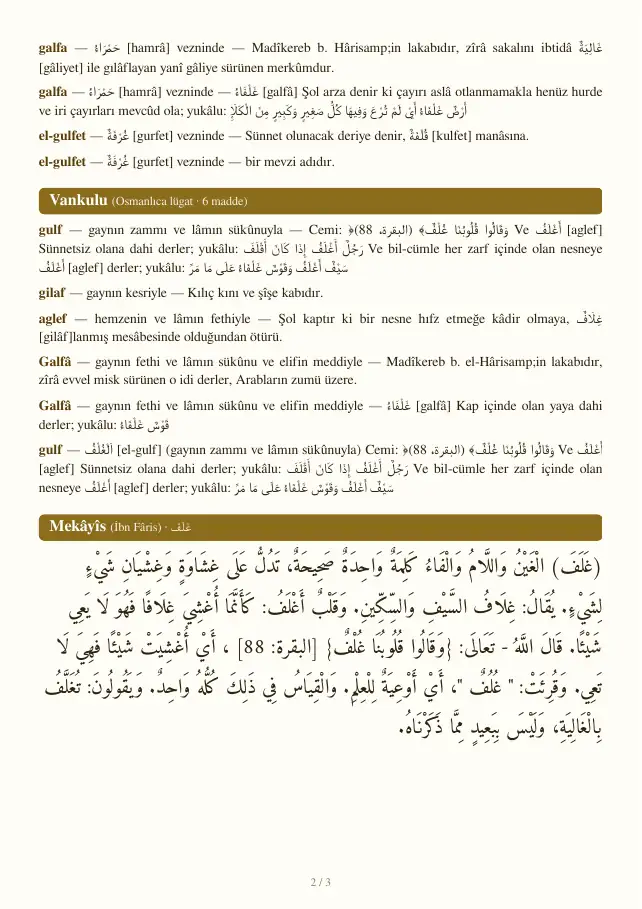 galfa — حَمْرَاءُ [hamrâ] vezninde — Madîkereb b. Hârisamp;in lakabıdır, zîrâ sakalını ibtidâ غَالِيَةٌ
[gâliyet] ile gılâflayan yanî gâliye sürünen merkûmdur.
galfa — حَمْرَاءُ [hamrâ] vezninde — غَلْفَاءُ [galfâ] Şol arza denir ki çayırı aslâ otlanmamakla henüz hurde
ve iri çayırları mevcûd ola; yukâlu: أَرْضٌ غَلْفَاءُ أَيْ لَمْ تُرْعَ وَفِيهَا كُلُّ صَغِيرٍ وَكَبِيرٍ مِنَ الْكَلَإِ
el-gulfet — غُرْفَةٌ [gurfet] vezninde — Sünnet olunacak deriye denir, قُلْفَةٌ [kulfet] manâsına.
el-gulfet — غُرْفَةٌ [gurfet] vezninde — bir mevzi adıdır.
Vankulu (Osmanlıca lügat · 6 madde)
gulf — gaynın zammı ve lâmın sükûnuyla — Cemi: ﴿وَقَالُوا قُلُوبُنَا غُلْفٌ﴾ (البقرة، 88) Ve أَغْلَفُ [aglef]
Sünnetsiz olana dahi derler; yukâlu: رَجُلٌ أَغْلَفُ إِذَا كَانَ أَقْلَفَ Ve bil-cümle her zarf içinde olan nesneye
أَغْلَفُ [aglef] derler; yukâlu: سَيْفٌ أَغْلَفُ وَقَوْسٌ غَلْفَاءُ عَلَى مَا مَرَّ
gilaf — gaynın kesriyle — Kılıç kını ve şîşe kabıdır.
aglef — hemzenin ve lâmın fethiyle — Şol kaptır ki bir nesne hıfz etmeğe kâdir olmaya, غِلَافٌ
[gilâf]lanmış mesâbesinde olduğundan ötürü.
Galfâ — gaynın fethi ve lâmın sükûnu ve elifin meddiyle — Madîkereb b. el-Hârisamp;in lakabıdır,
zîrâ evvel misk sürünen o idi derler, Arabların zumü üzere.
Galfâ — gaynın fethi ve lâmın sükûnu ve elifin meddiyle — غَلْفَاءُ [galfâ] Kap içinde olan yaya dahi
derler; yukâlu: قَوْسٌ غَلْفَاءُ
gulf — اَلْغُلْفُ [el-gulf] (gaynın zammı ve lâmın sükûnuyla) Cemi: ﴿وَقَالُوا قُلُوبُنَا غُلْفٌ﴾ (البقرة، 88) Ve أَغْلَفُ
[aglef] Sünnetsiz olana dahi derler; yukâlu: رَجُلٌ أَغْلَفُ إِذَا كَانَ أَقْلَفَ Ve bil-cümle her zarf içinde olan
nesneye أَغْلَفُ [aglef] derler; yukâlu: سَيْفٌ أَغْلَفُ وَقَوْسٌ غَلْفَاءُ عَلَى مَا مَرَّ
Mekâyîs (İbn Fâris) · غلف
(غَلَفَ) الْغَيْنُ وَاللَّامُ وَالْفَاءُ كَلِمَةٌ وَاحِدَةٌ صَحِيحَةٌ، تَدُلُّ عَلَى غِشَاوَةٍ وَغِشْيَانِ شَيْءٍ
لِشَيْءٍ. يُقَالُ: غِلَافُ السَّيْفِ وَالسِّكِّينِ. وَقَلْبٌ أَغْلَفُ: كَأَنَّمَا أُغْشِيَ غِلَافًا فَهُوَ لَا يَعِي
شَيْئًا. قَالَ اللَّهُ - تَعَالَى: {وَقَالُوا قُلُوبُنَا غُلْفٌ} [البقرة: 88] ، أَيْ أُغْشِيَتْ شَيْئًا فَهِيَ لَا
تَعِي. وَقُرِئَتْ: " غُلُفٌ "، أَيْ أَوْعِيَةٌ لِلْعِلْمِ. وَالْقِيَاسُ فِي ذَلِكَ كُلُّهُ وَاحِدٌ. وَيَقُولُونَ: تَغَلَّفُ
بِالْغَالِيَةِ، وَلَيْسَ بِبَعِيدٍ مِمَّا ذَكَرْنَاهُ.
2 / 3